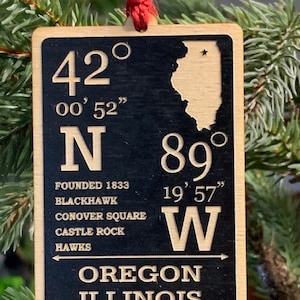 42°
00' 52"
N
89°
19' 57"
W
FOUNDED 1833
BLACKHAWK
CONOVER SQUARE
CASTLE ROCK
HAWKS
OREGON
ILLINOIS